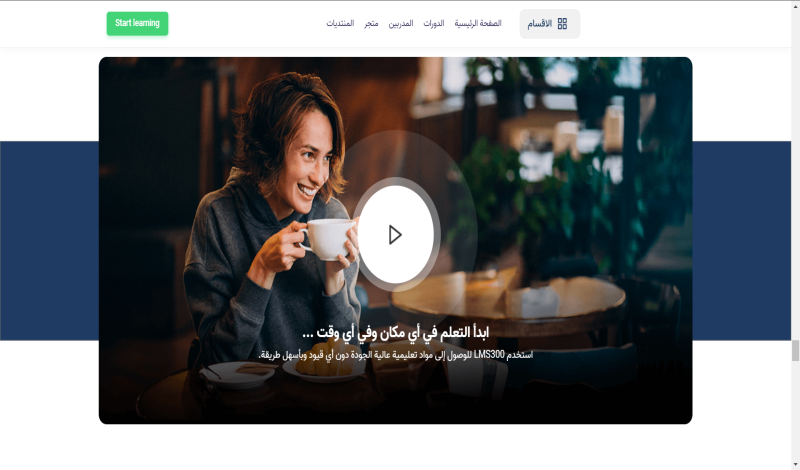 الاقسام
الصفحة الرئيسية
الدورات
المدربين
متجر
المنتديات
Start learning
ابدأ التعلم في أي مكان وفي أي وقت ...
استخدم LMS300 للوصول إلى مواد تعليمية عالية الجودة دون أي قيود وبأسهل طريقة.